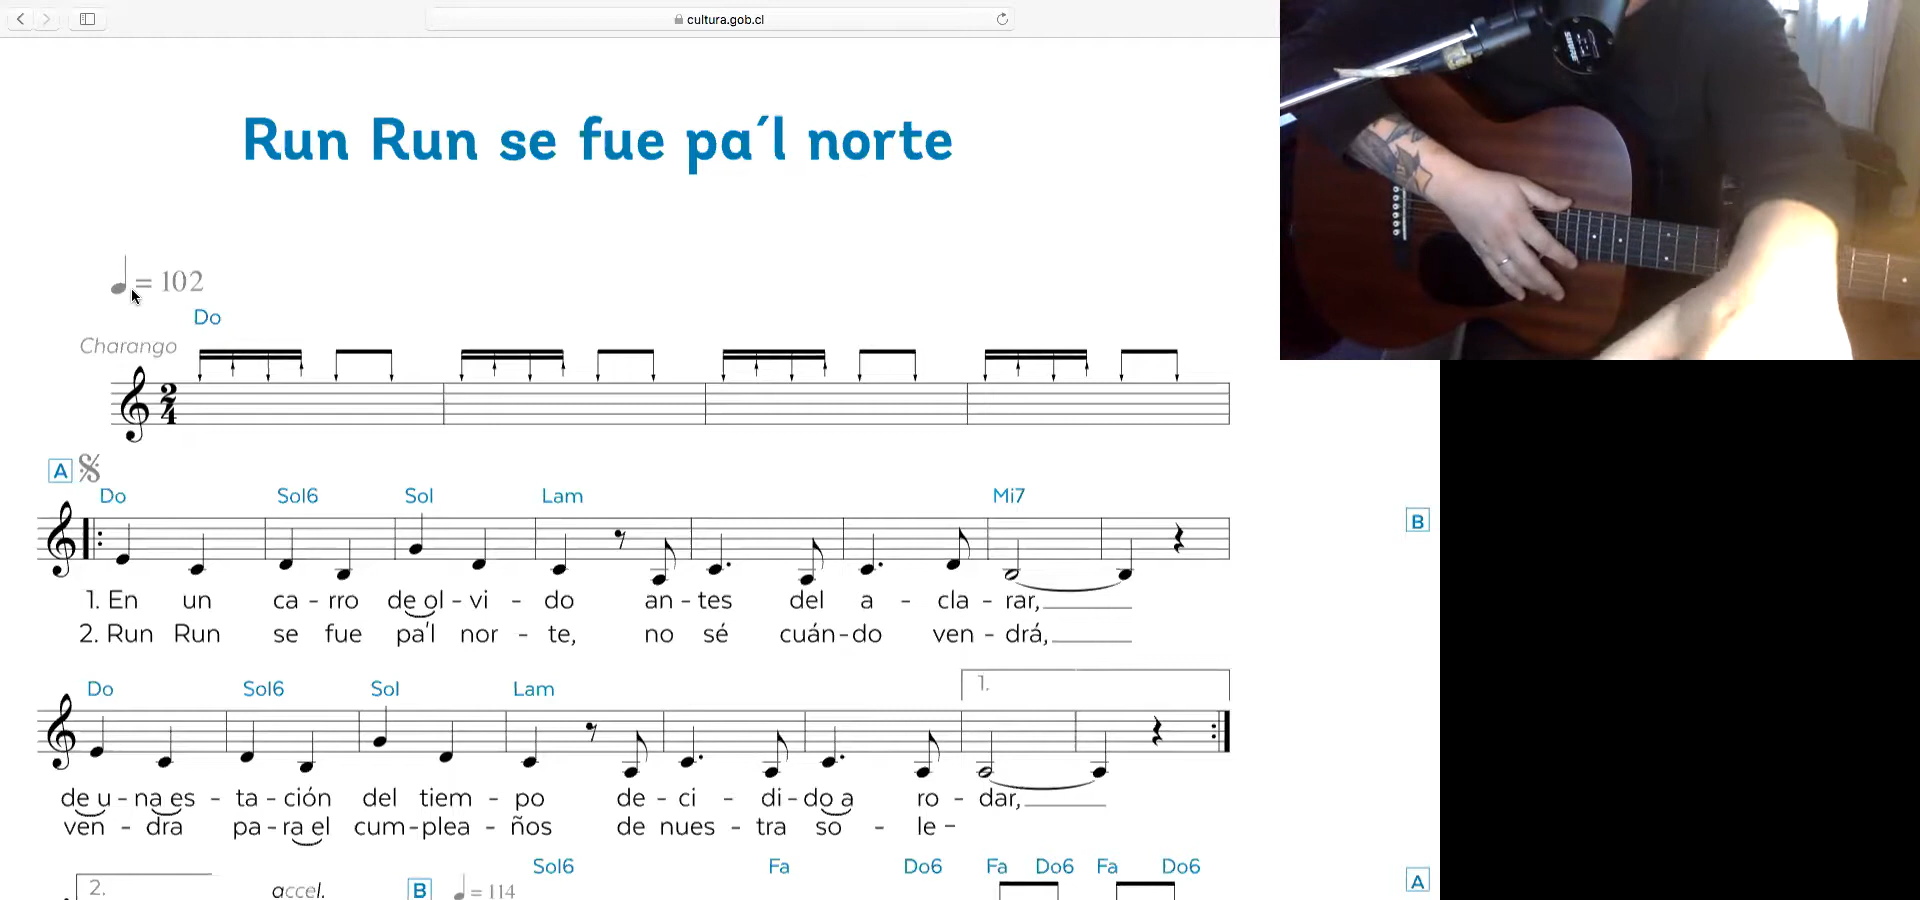 cultura.gob.cl
Run Run se fue pa´l norte
= 102
Do
Charango
2
4
A
Do Sol6 Sol Lam Mi7
B
1. En un ca - rro de ol - vi - do an - tes del a - cla - rar,
2. Run Run se fue pa'l nor - te, no sé cuán - do ven - drá,
Do Sol6 Sol Lam 1.
de u - na es - ta - ción del tiem - po de - ci - di - do a ro - dar,
ven - dra pa - ra el cum - plea - ños de nues - tra so - le -
Sol6 Fa Do6 Fa Do6 Fa Do6
2. accel. B = 114
A